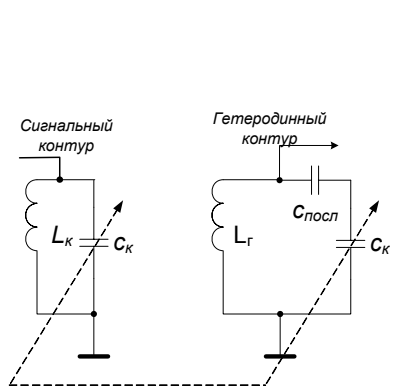 Сигнальный
контур
Гетеродинный
контур
Lк
Cк
Lг
Cпосл
Cк